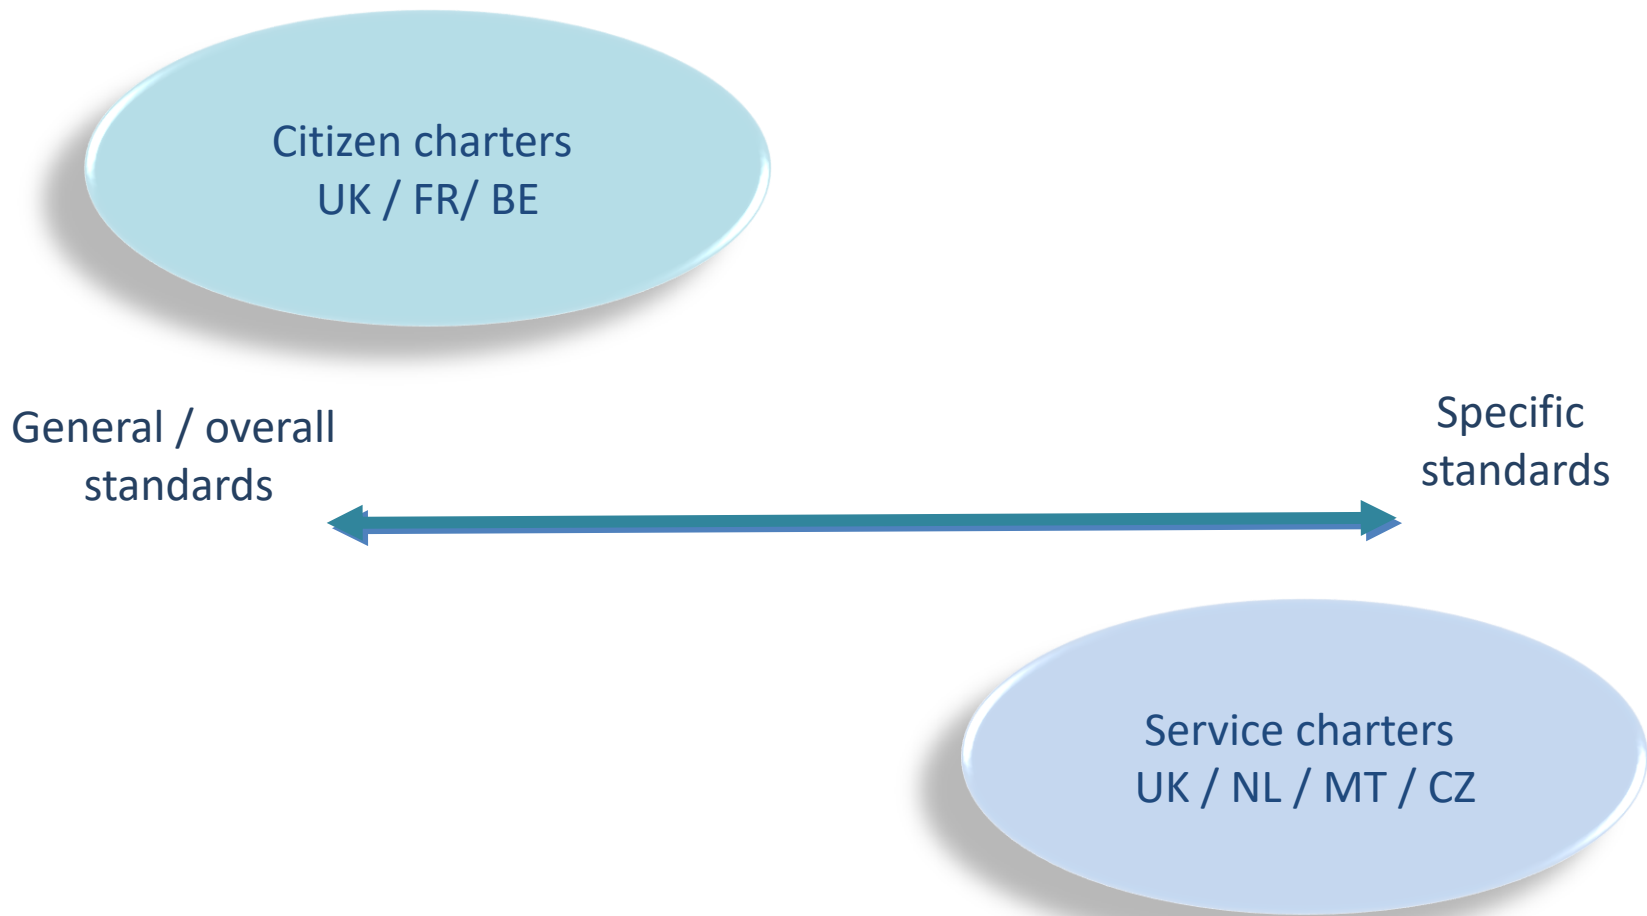 Citizen charters
UK / FR/ BE
General / overall
standards
Specific
standards
Service charters
UK / NL / MT / CZ